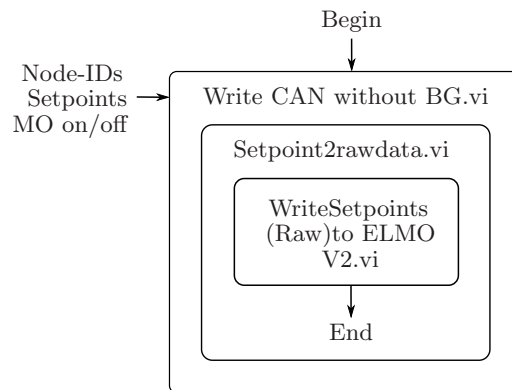 Begin
Node-IDs
Setpoints
MO on/off
Write CAN without BG.vi
Setpoint2rawdata.vi
WriteSetpoints
(Raw)to ELMO
V2.vi
End